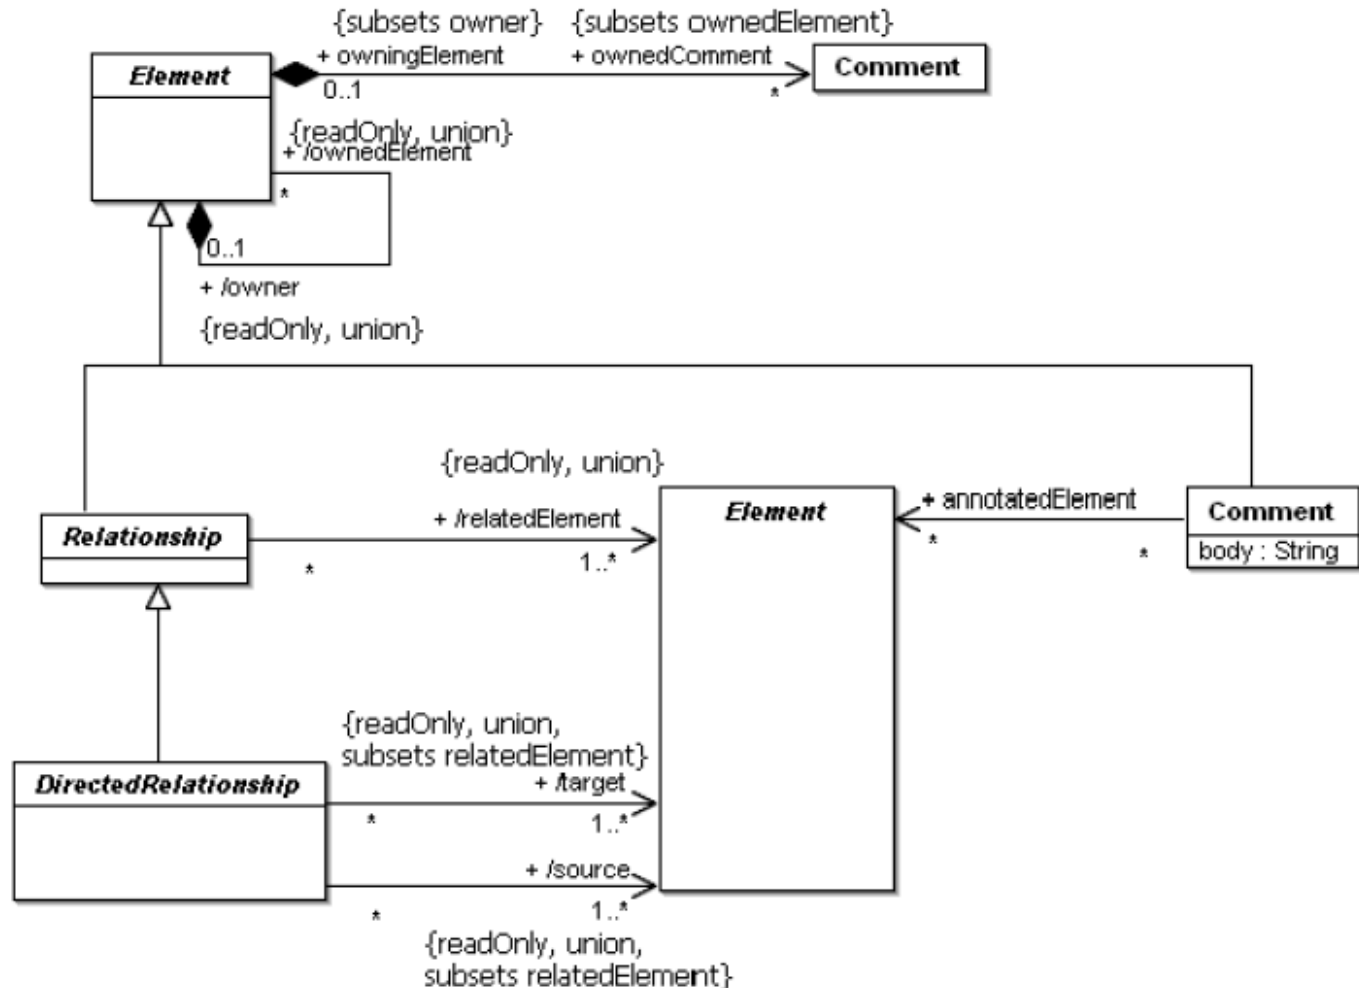 {subsets owner} {subsets ownedElement}
Element
+ owningElement
+ ownedComment
Comment
0..1
*
{readOnly, union}
+ /ownedElement
*
0..1
+ /owner
{readOnly, union}
{readOnly, union}
Relationship
+ /relatedElement
*
1..*
Element
+ annotatedElement
*
*
Comment
body : String
{readOnly, union,
subsets relatedElement}
DirectedRelationship
+ /target
*
1..*
+ /source
*
1..*
{readOnly, union,
subsets relatedElement}